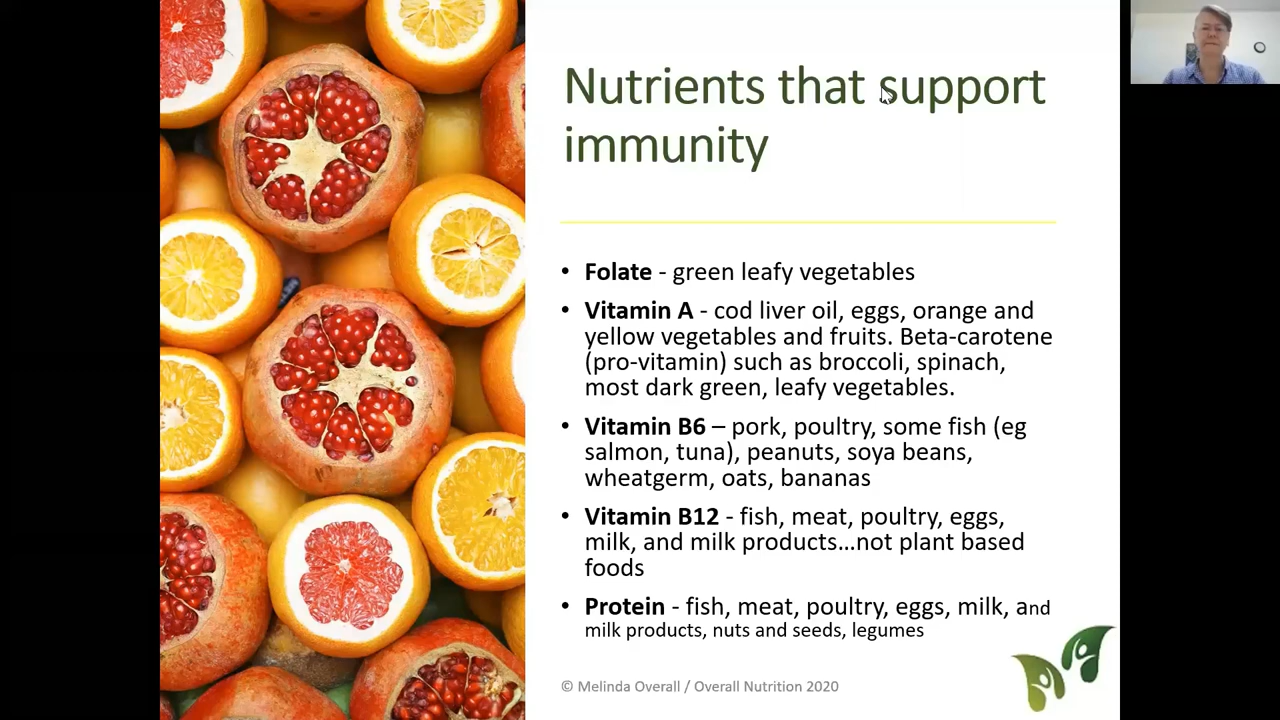 Nutrients that support
immunity
• Folate - green leafy vegetables
• Vitamin A - cod liver oil, eggs, orange and
yellow vegetables and fruits. Beta-carotene
(pro-vitamin) such as broccoli, spinach,
most dark green, leafy vegetables.
• Vitamin B6 – pork, poultry, some fish (eg
salmon, tuna), peanuts, soya beans,
wheatgerm, oats, bananas
• Vitamin B12 - fish, meat, poultry, eggs,
milk, and milk products…not plant based
foods
• Protein - fish, meat, poultry, eggs, milk, and
milk products, nuts and seeds, legumes
© Melinda Overall / Overall Nutrition 2020